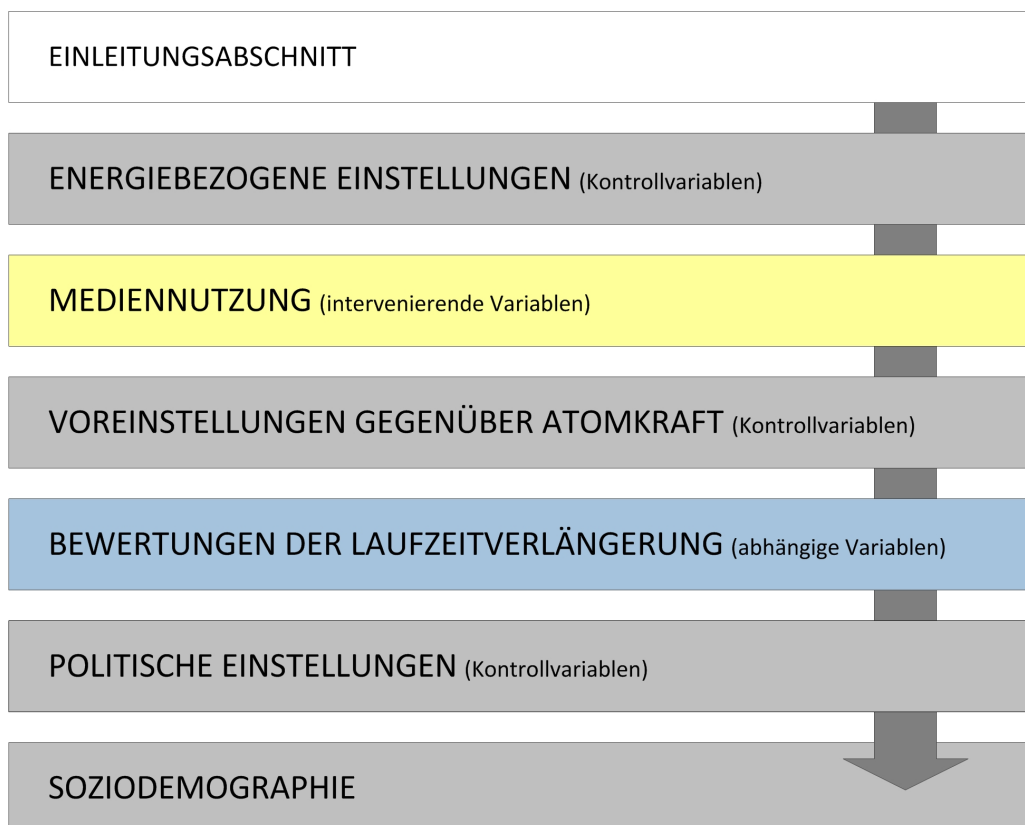 EINLEITUNGSABSCHNITT
ENERGIEBEZOGENE EINSTELLUNGEN (Kontrollvariablen)
MEDIENNUTZUNG (intervenierende Variablen)
VOREINSTELLUNGEN GEGENÜBER ATOMKRAFT (Kontrollvariablen)
BEWERTUNGEN DER LAUFZEITVERLÄNGERUNG (abhängige Variablen)
POLITISCHE EINSTELLUNGEN (Kontrollvariablen)
SOZIODEMOGRAPHIE